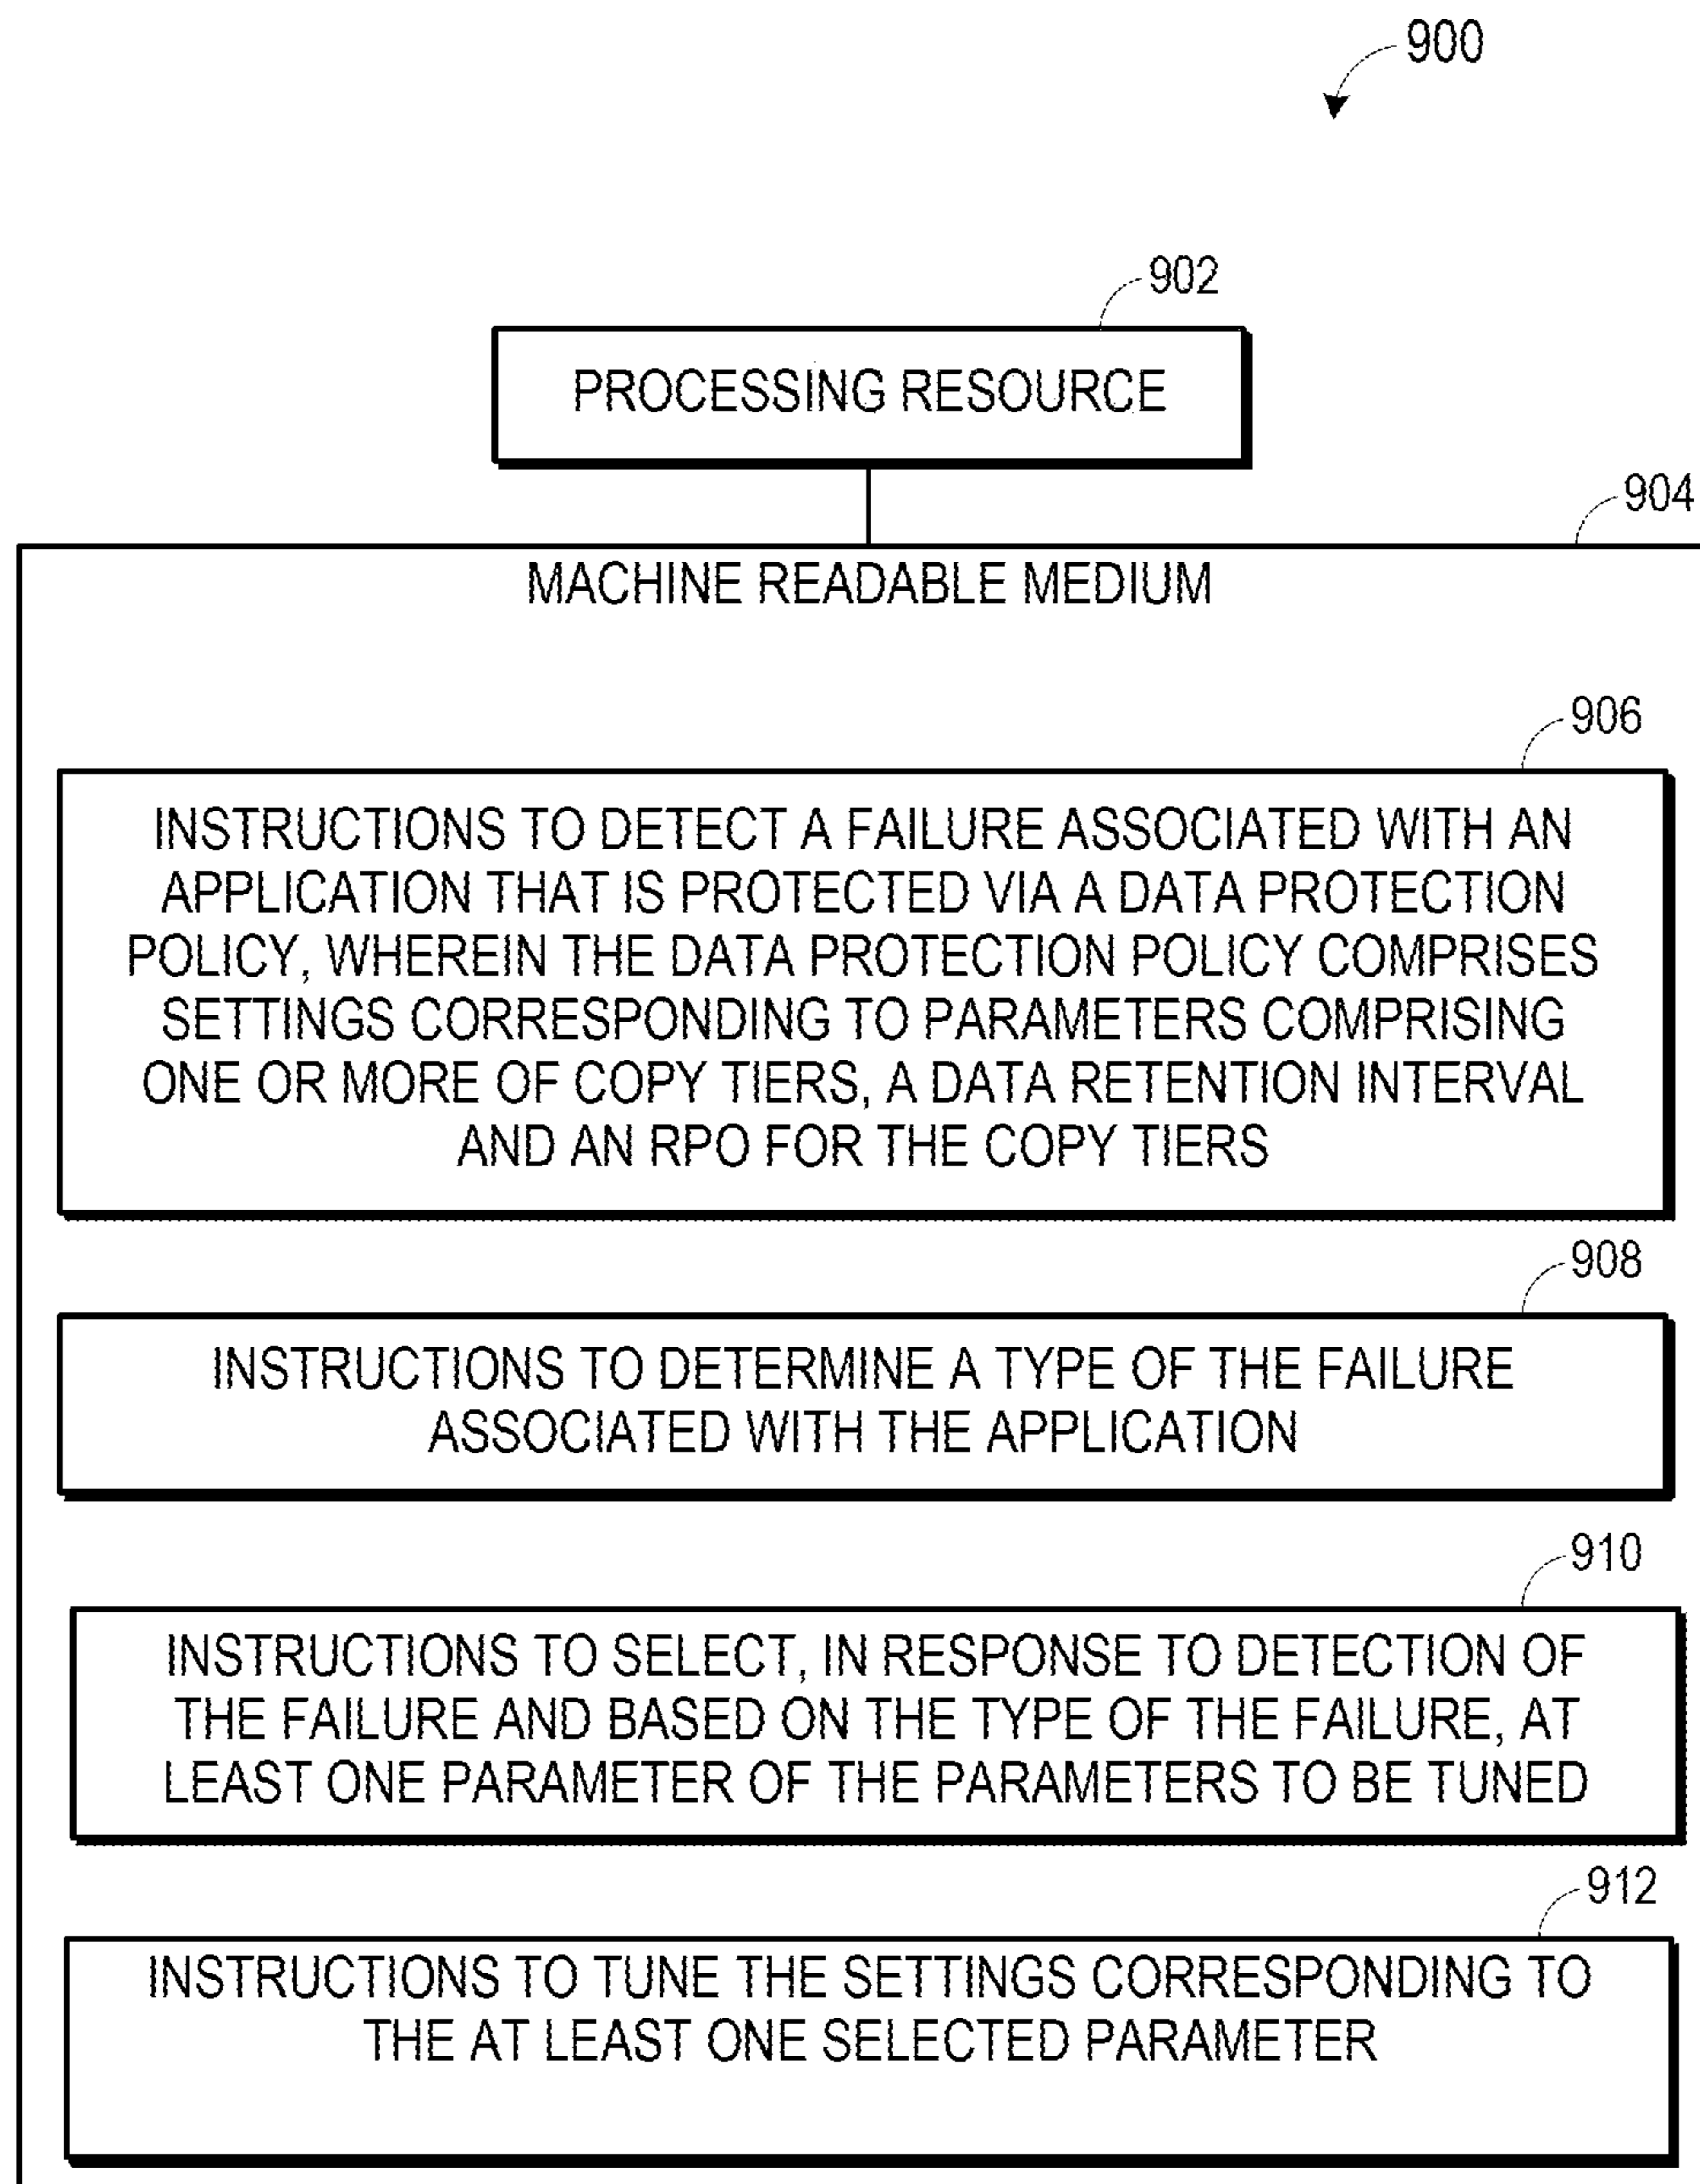 900
902
PROCESSING RESOURCE
904
MACHINE READABLE MEDIUM
906
INSTRUCTIONS TO DETECT A FAILURE ASSOCIATED WITH AN
APPLICATION THAT IS PROTECTED VIA A DATA PROTECTION
POLICY, WHEREIN THE DATA PROTECTION POLICY COMPRISES
SETTINGS CORRESPONDING TO PARAMETERS COMPRISING
ONE OR MORE OF COPY TIERS, A DATA RETENTION INTERVAL
AND AN RPO FOR THE COPY TIERS
908
INSTRUCTIONS TO DETERMINE A TYPE OF THE FAILURE
ASSOCIATED WITH THE APPLICATION
910
INSTRUCTIONS TO SELECT, IN RESPONSE TO DETECTION OF
THE FAILURE AND BASED ON THE TYPE OF THE FAILURE, AT
LEAST ONE PARAMETER OF THE PARAMETERS TO BE TUNED
912
INSTRUCTIONS TO TUNE THE SETTINGS CORRESPONDING TO
THE AT LEAST ONE SELECTED PARAMETER